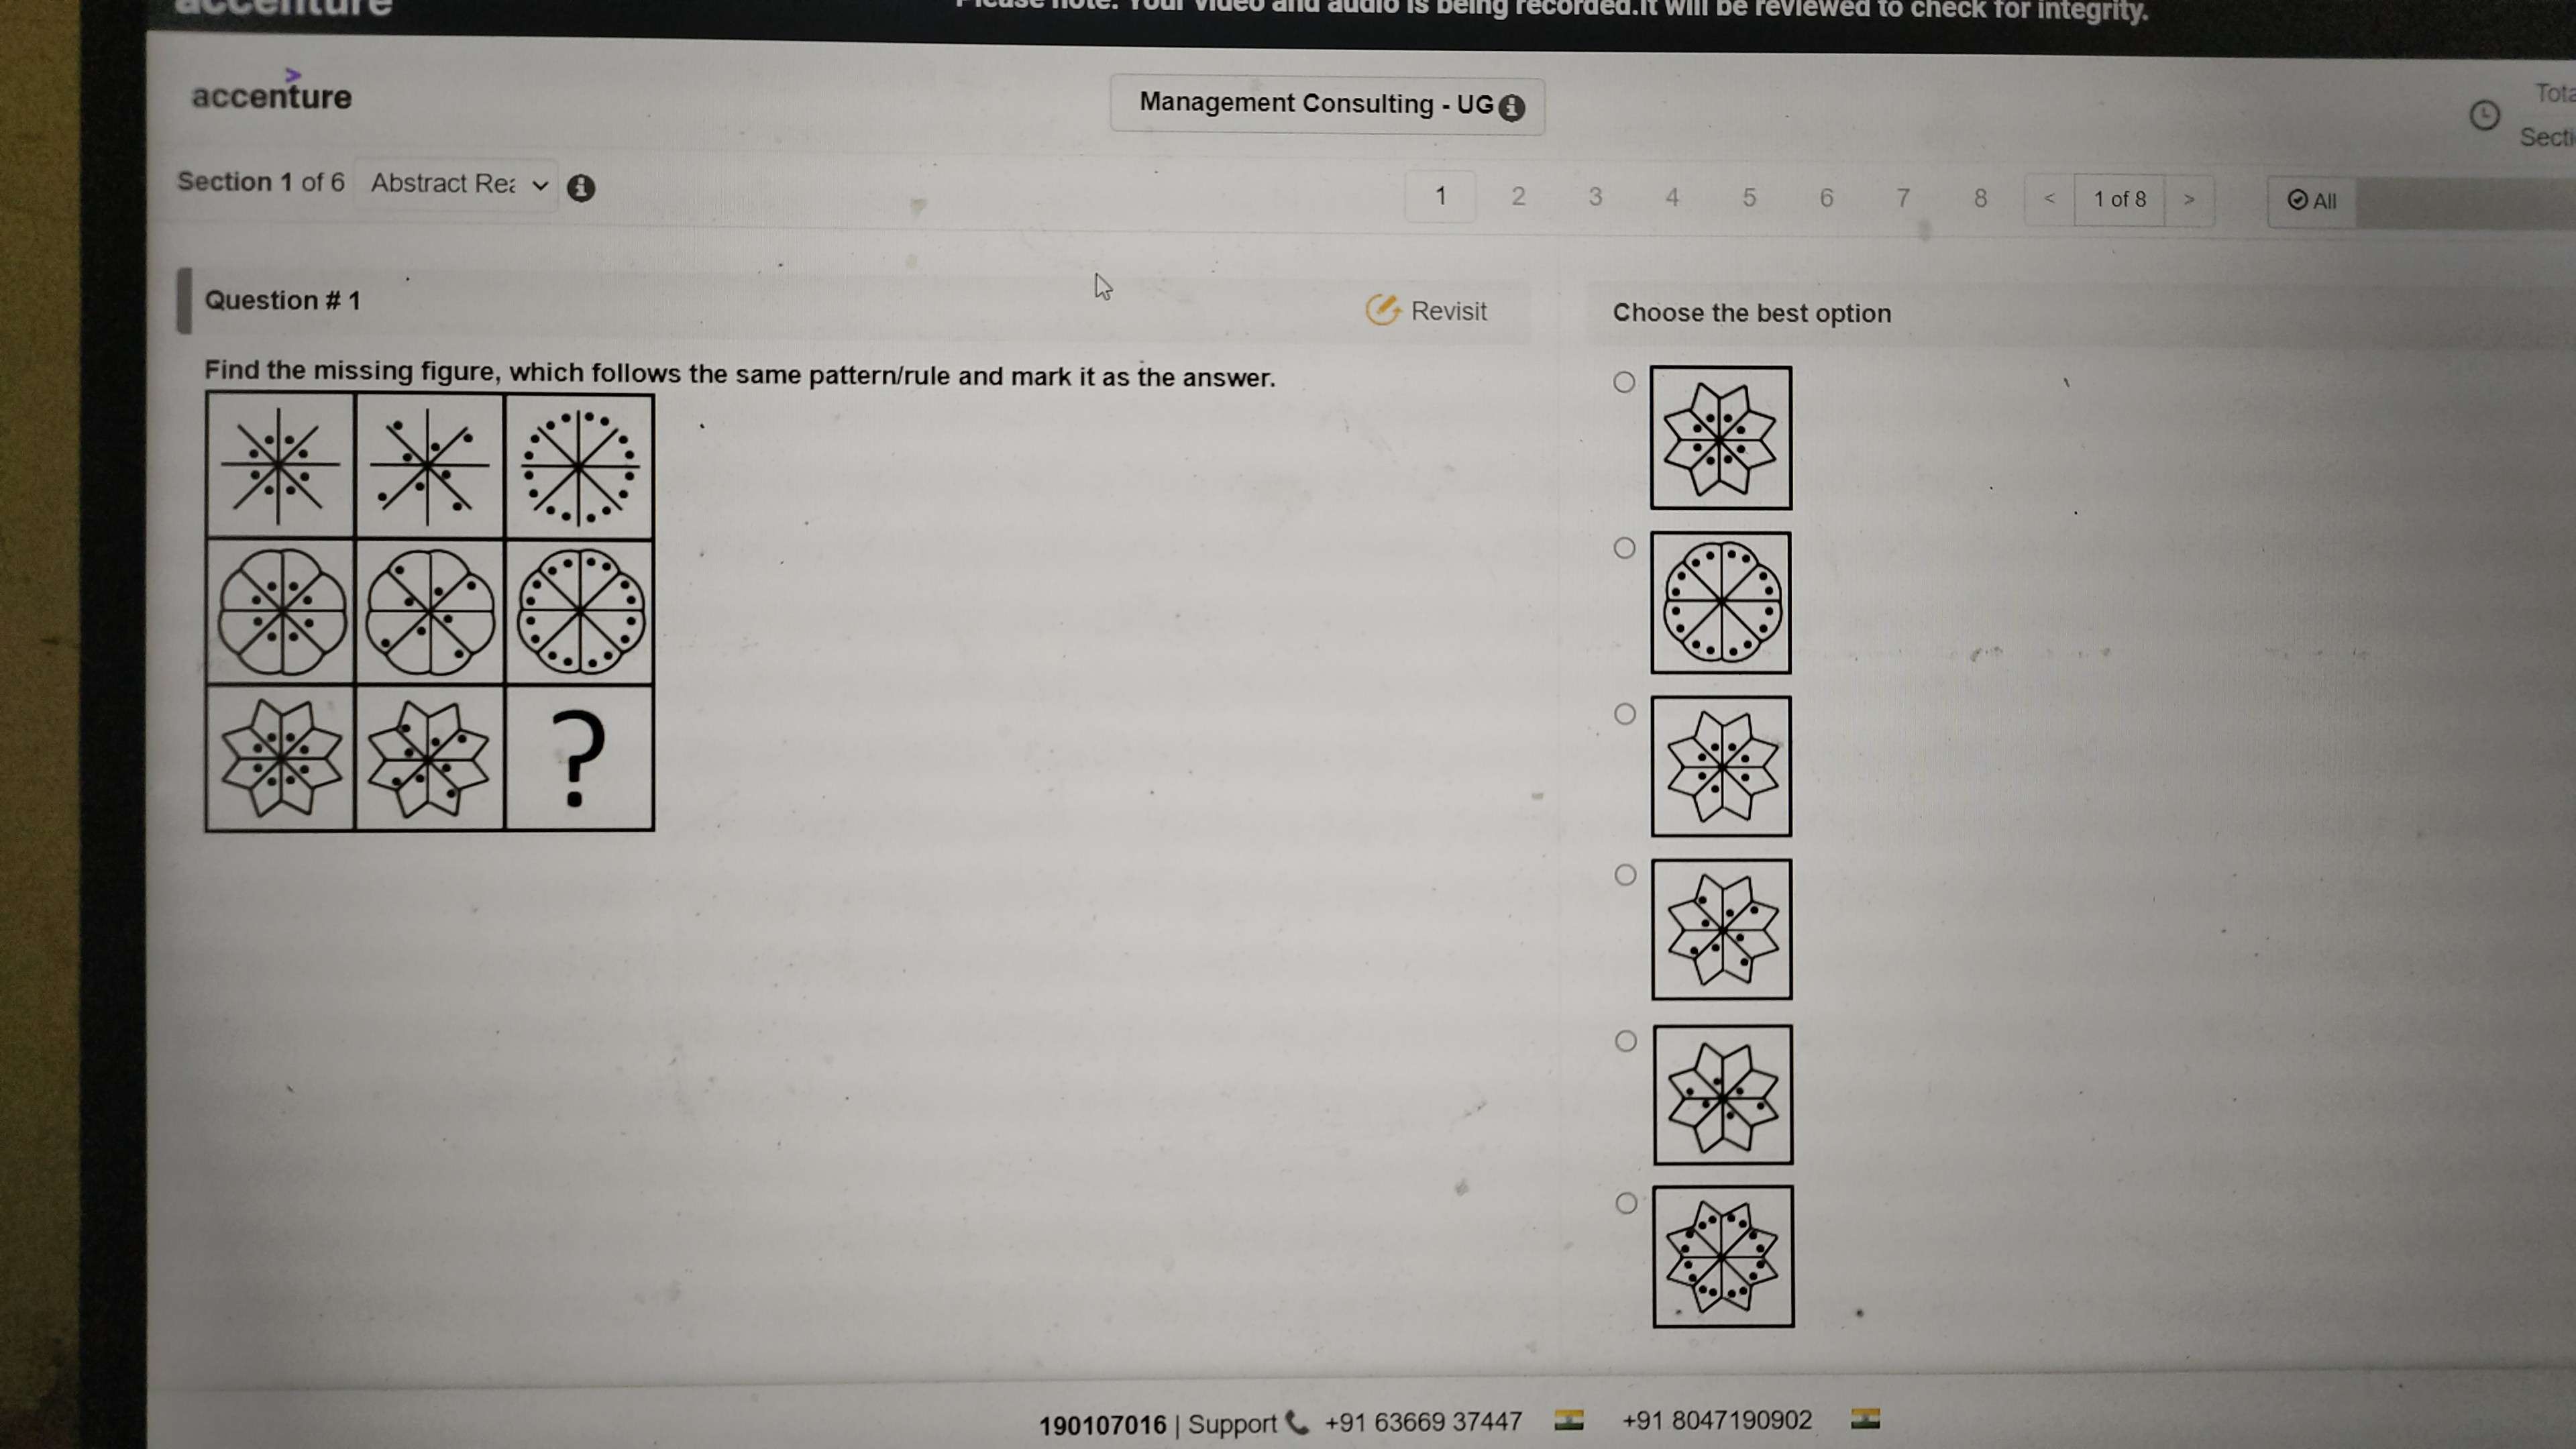 accenture
Please note: Your video and audio is being recorded.It will be reviewed to check for integrity.
accenture
Management Consulting - UG
Section 1 of 6 Abstract Rea
1 2 3 4 5 6 7 8 < 1 of 8 > All
Question # 1
Revisit
Choose the best option
Find the missing figure, which follows the same pattern/rule and mark it as the answer.
?
190107016 | Support +91 63669 37447 +91 8047190902